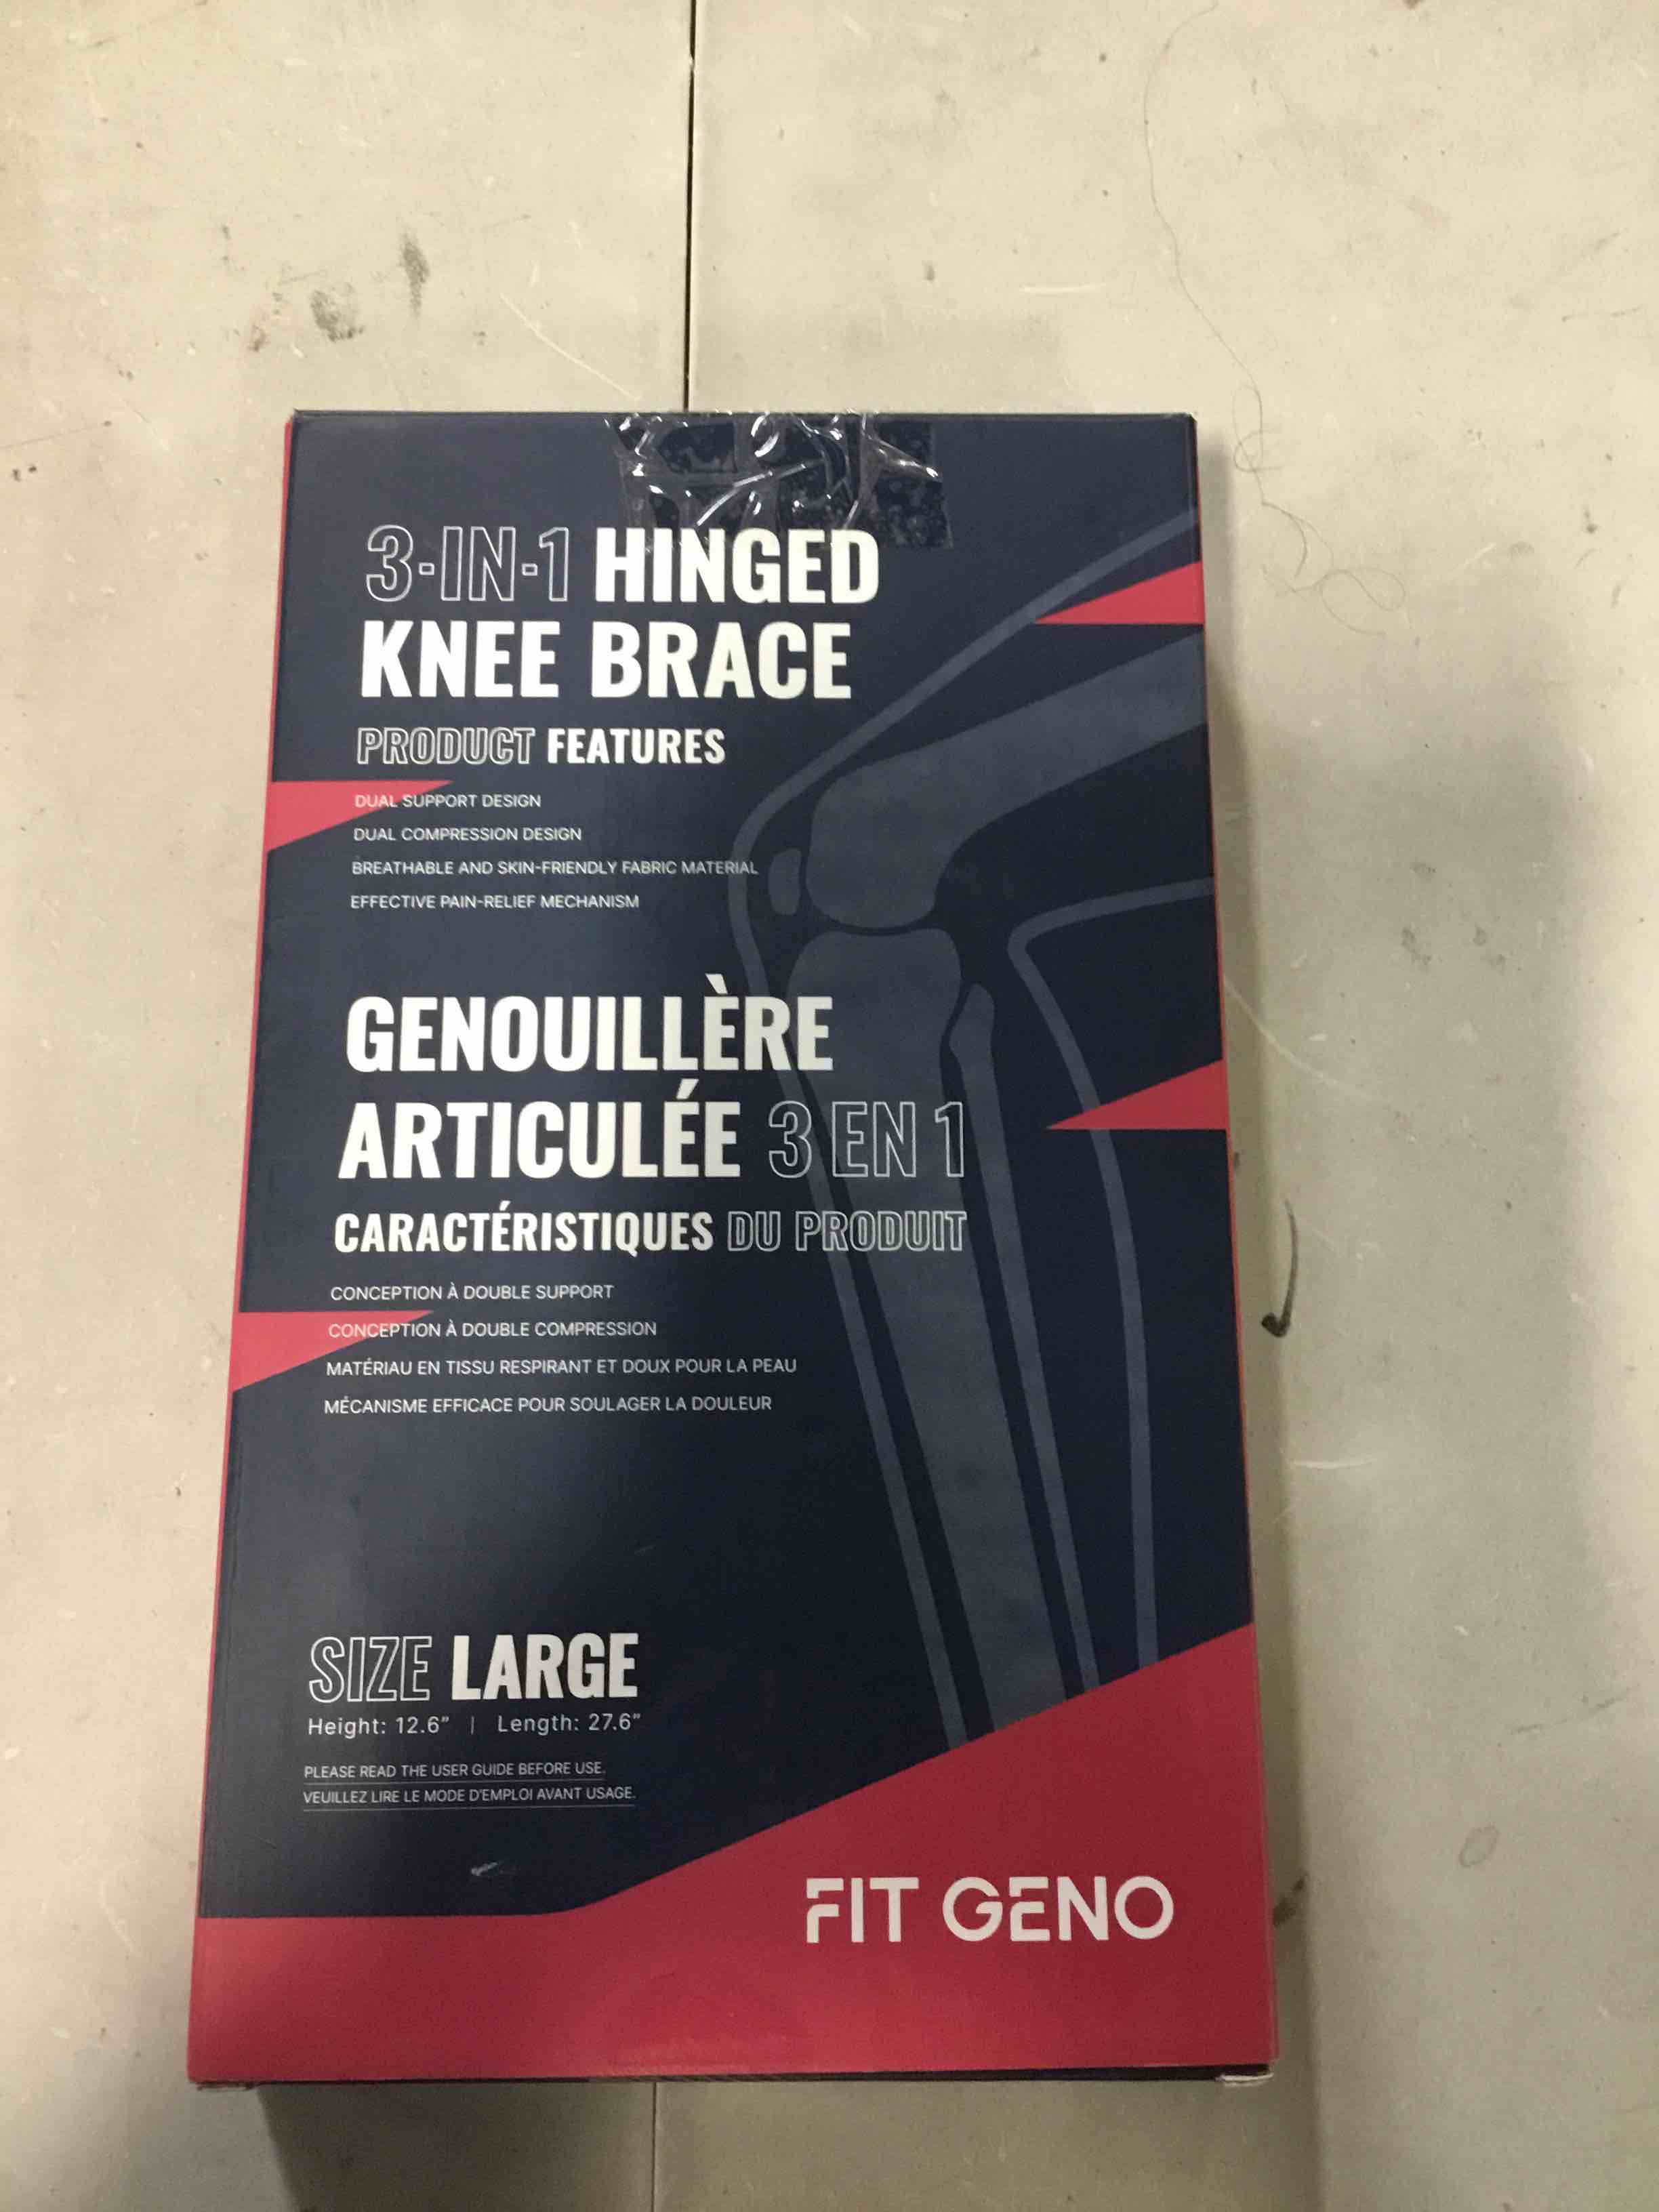 3-IN-1 HINGED
KNEE BRACE
PRODUCT FEATURES
DUAL SUPPORT DESIGN
DUAL COMPRESSION DESIGN
BREATHABLE AND SKIN-FRIENDLY FABRIC MATERIAL
EFFECTIVE PAIN-RELIEF MECHANISM
GENOUILLÈRE
ARTICULÉE 3 EN 1
CARACTÉRISTIQUES DU PRODUIT
CONCEPTION À DOUBLE SUPPORT
CONCEPTION À DOUBLE COMPRESSION
MATÉRIAU EN TISSU RESPIRANT ET DOUX POUR LA PEAU
MÉCANISME EFFICACE POUR SOULAGER LA DOULEUR
SIZE LARGE
Height: 12.6" | Length: 27.6"
PLEASE READ THE USER GUIDE BEFORE USE.
VEUILLEZ LIRE LE MODE D'EMPLOI AVANT USAGE.
FIT GENO